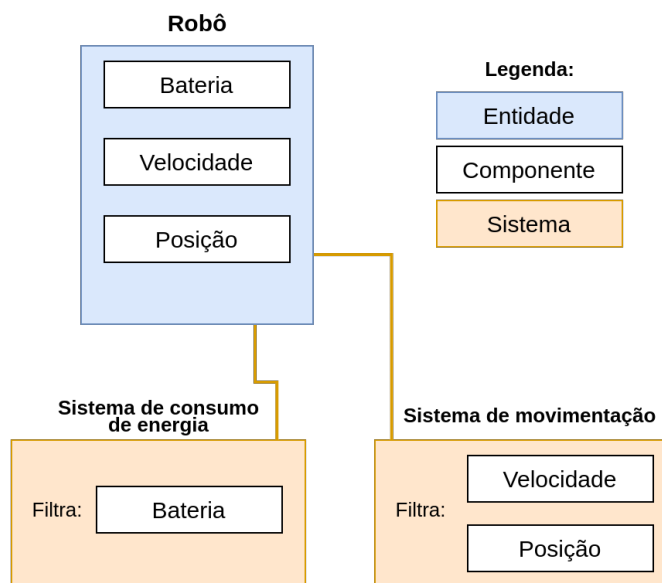 Robô
Bateria
Velocidade
Posição
Legenda:
Entidade
Componente
Sistema
Sistema de consumo
de energia
Filtra:
Bateria
Sistema de movimentação
Filtra:
Velocidade
Posição